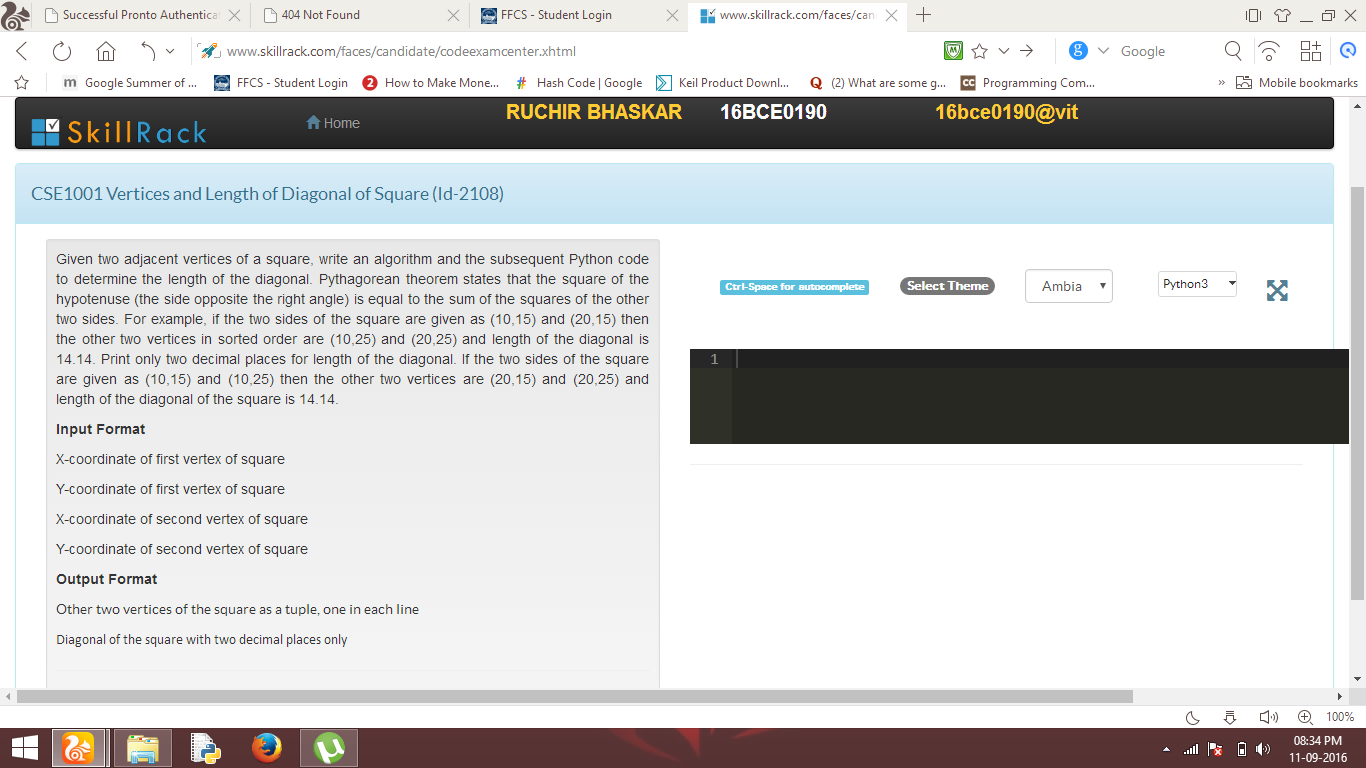 Successful Pronto Authentica
404 Not Found
FFCS - Student Login
www.skillrack.com/faces/can
www.skillrack.com/faces/candidate/codeexamcenter.xhtml
Google
Google Summer of ...
FFCS - Student Login
How to Make Mone...
Hash Code | Google
Keil Product Downl...
(2) What are some g...
Programming Com...
»
Mobile bookmarks
SkillRack
Home
RUCHIR BHASKAR
16BCE0190
16bce0190@vit
CSE1001 Vertices and Length of Diagonal of Square (Id-2108)
Given two adjacent vertices of a square, write an algorithm and the subsequent Python code
to determine the length of the diagonal. Pythagorean theorem states that the square of the
hypotenuse (the side opposite the right angle) is equal to the sum of the squares of the other
two sides. For example, if the two sides of the square are given as (10,15) and (20,15) then
the other two vertices in sorted order are (10,25) and (20,25) and length of the diagonal is
14.14. Print only two decimal places for length of the diagonal. If the two sides of the square
are given as (10,15) and (10,25) then the other two vertices are (20,15) and (20,25) and
length of the diagonal of the square is 14.14.
Input Format
X-coordinate of first vertex of square
Y-coordinate of first vertex of square
X-coordinate of second vertex of square
Y-coordinate of second vertex of square
Output Format
Other two vertices of the square as a tuple, one in each line
Diagonal of the square with two decimal places only
Ctrl-Space for autocomplete
Select Theme
Ambia
Python3
1
100%
08:34 PM
11-09-2016